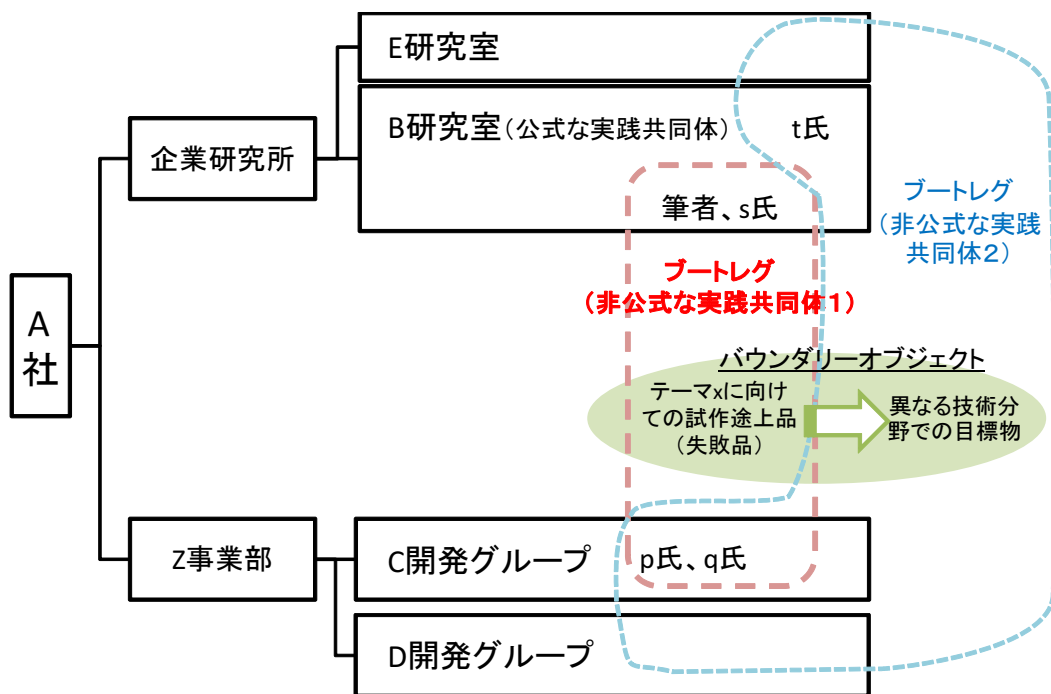 E研究室
B研究室(公式な実践共同体)
t氏
企業研究所
筆者、s氏
ブートレグ
(非公式な実践
共同体2)
ブートレグ
(非公式な実践共同体1)
A
社
バウンダリーオブジェクト
テーマxに向け
ての試作途上品
(失敗品)
異なる技術分
野での目標物
Z事業部
C開発グループ
p氏、q氏
D開発グループ